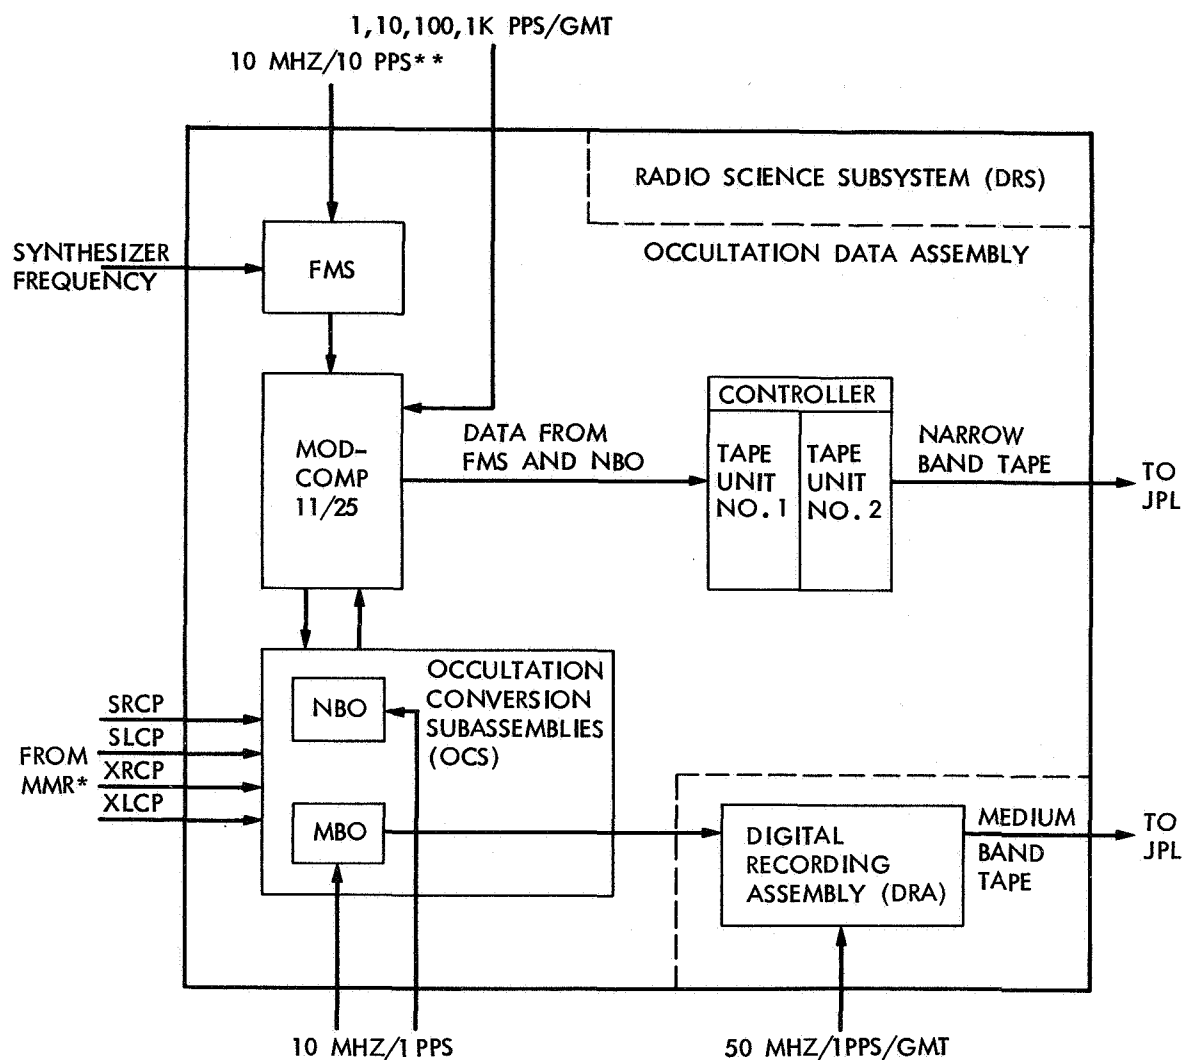 1,10,100,1K PPS/GMT
10 MHZ/10 PPS**
RADIO SCIENCE SUBSYSTEM (DRS)
OCCULTATION DATA ASSEMBLY
SYNTHESIZER
FREQUENCY
FMS
MOD-
COMP
11/25
DATA FROM
FMS AND NBO
CONTROLLER
TAPE
UNIT
NO.1
TAPE
UNIT
NO.2
NARROW
BAND TAPE
TO
JPL
OCCULTATION
CONVERSION
SUBASSEMBLIES
(OCS)
NBO
MBO
SRCP
SLCP
XRCP
XLCP
FROM
MMR*
DIGITAL
RECORDING
ASSEMBLY (DRA)
MEDIUM
BAND
TAPE
TO
JPL
10 MHZ/1PPS
50 MHZ/1PPS/GMT